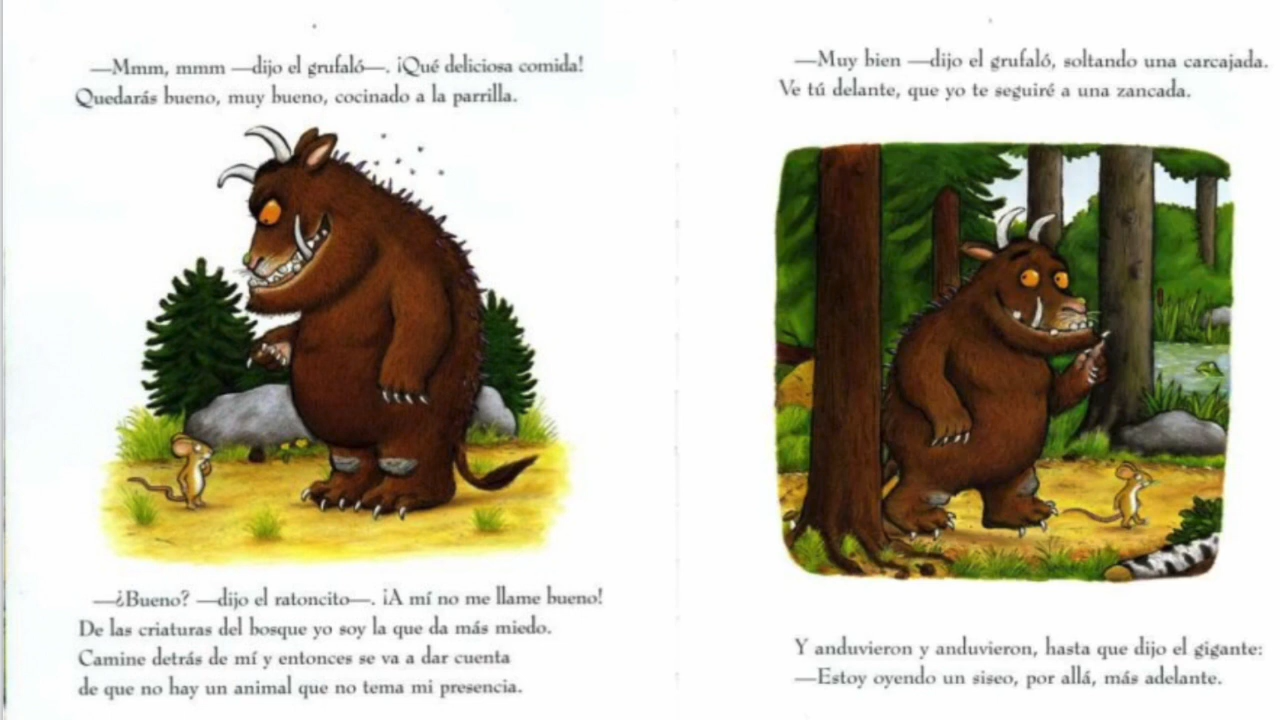 —Mmm, mmm —dijo el grufaló—. ¡Qué deliciosa comida!
Quedarás bueno, muy bueno, cocinado a la parrilla.
—¿Bueno? —dijo el ratoncito—. ¡A mí no me llame bueno!
De las criaturas del bosque yo soy la que da más miedo.
Camine detrás de mí y entonces se va a dar cuenta
de que no hay un animal que no tema mi presencia.
—Muy bien —dijo el grufaló, soltando una carcajada.
Ve tú delante, que yo te seguiré a una zancada.
Y anduvieron y anduvieron, hasta que dijo el gigante:
—Estoy oyendo un siseo, por allá, más adelante.